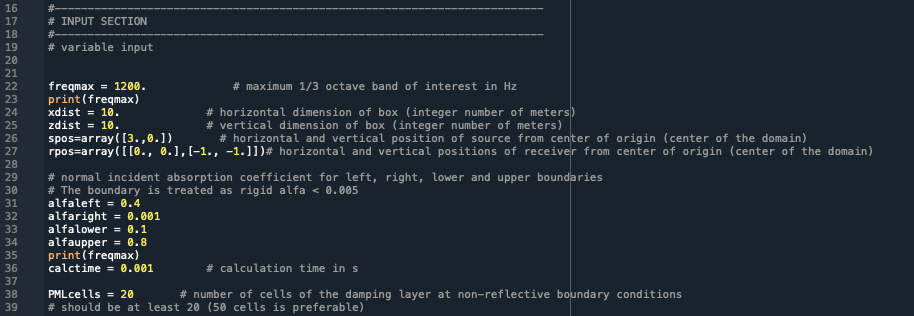 16 #--------------------------------------------------------------------------
17 # INPUT SECTION
18 #--------------------------------------------------------------------------
19 # variable input
20
21
22 freqmax = 1200. # maximum 1/3 octave band of interest in Hz
23 print(freqmax)
24 xdist = 10. # horizontal dimension of box (integer number of meters)
25 zdist = 10. # vertical dimension of box (integer number of meters)
26 spos=array([3.,0.]) # horizontal and vertical position of source from center of origin (center of the domain)
27 rpos=array([[0., 0.],[-1., -1.]])# horizontal and vertical positions of receiver from center of origin (center of the domain)
28
29 # normal incident absorption coefficient for left, right, lower and upper boundaries
30 # The boundary is treated as rigid alfa < 0.005
31 alfaleft = 0.4
32 alfaright = 0.001
33 alfalower = 0.1
34 alfaupper = 0.8
35 print(freqmax)
36 calctime = 0.001 # calculation time in s
37
38 PMLcells = 20 # number of cells of the damping layer at non-reflective boundary conditions
39 # should be at least 20 (50 cells is preferable)